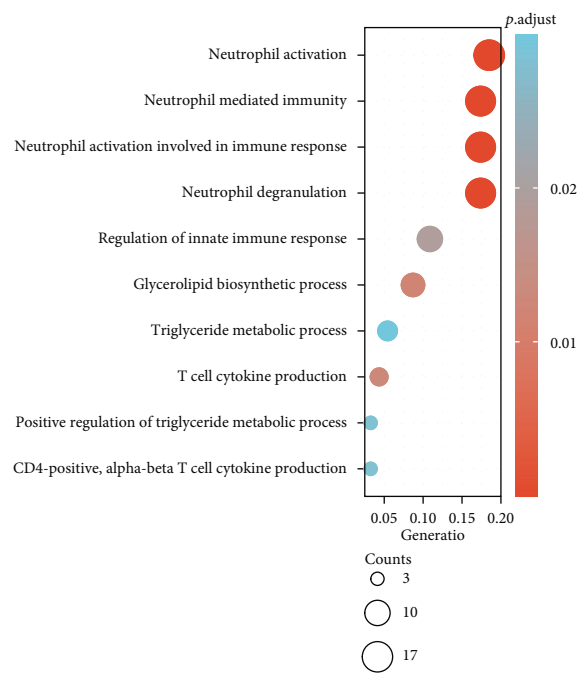 p.adjust
Neutrophil activation
Neutrophil mediated immunity
Neutrophil activation involved in immune response
Neutrophil degranulation
0.02
Regulation of innate immune response
Glycerolipid biosynthetic process
Triglyceride metabolic process
0.01
T cell cytokine production
Positive regulation of triglyceride metabolic process
CD4-positive, alpha-beta T cell cytokine production
0.05 0.10 0.15 0.20
Generatio
Counts
3
10
17